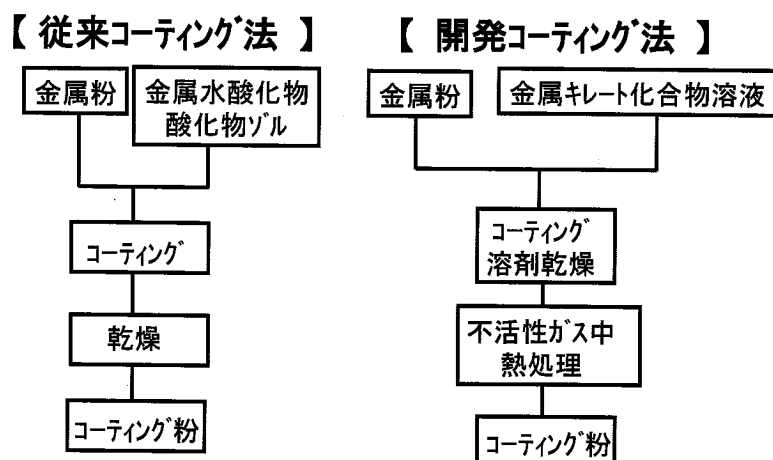 【 従来コーティング法 】
金属粉
金属水酸化物
酸化物ゾル
コーティング
乾燥
コーティング粉
【 開発コーティング法 】
金属粉
金属キレート化合物溶液
コーティング
溶剤乾燥
不活性ガス中
熱処理
コーティング粉